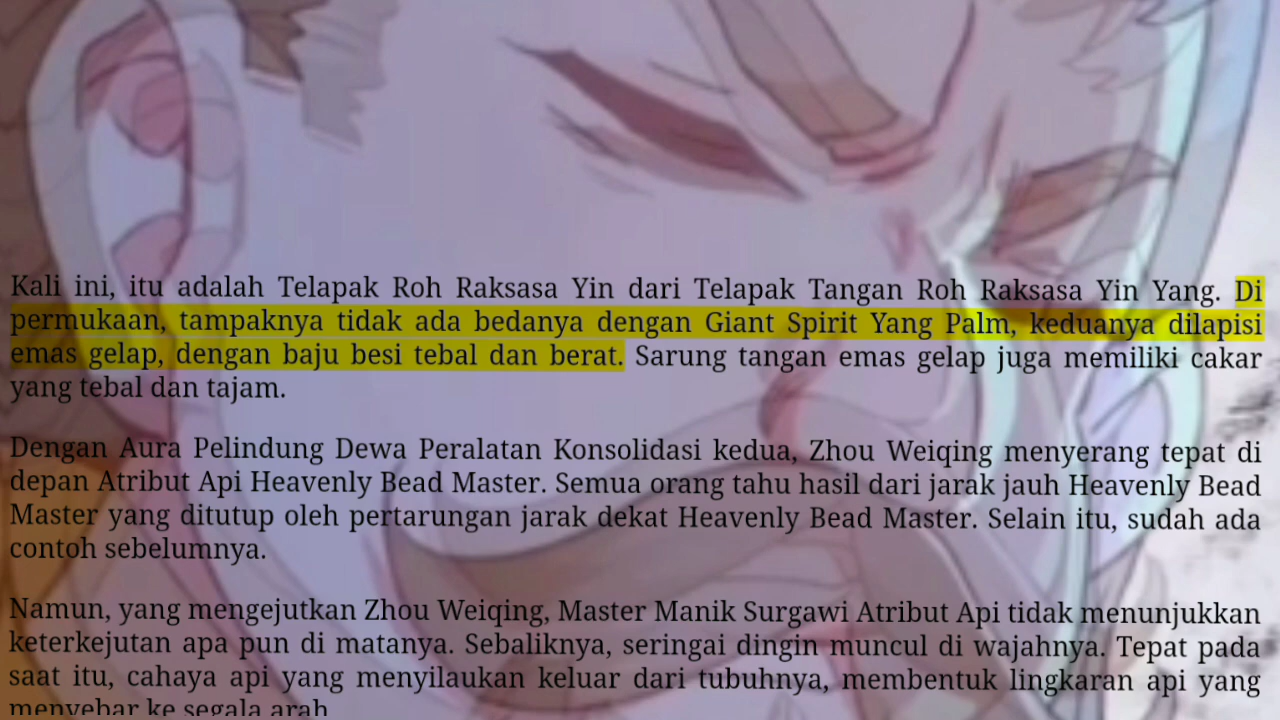 Kali ini, itu adalah Telapak Roh Raksasa Yin dari Telapak Tangan Roh Raksasa Yin Yang. Di
permukaan, tampaknya tidak ada bedanya dengan Giant Spirit Yang Palm, keduanya dilapisi
emas gelap, dengan baju besi tebal dan berat. Sarung tangan emas gelap juga memiliki cakar
yang tebal dan tajam.
Dengan Aura Pelindung Dewa Peralatan Konsolidasi kedua, Zhou Weiqing menyerang tepat di
depan Atribut Api Heavenly Bead Master. Semua orang tahu hasil dari jarak jauh Heavenly Bead
Master yang ditutup oleh pertarungan jarak dekat Heavenly Bead Master. Selain itu, sudah ada
contoh sebelumnya.
Namun, yang mengejutkan Zhou Weiqing, Master Manik Surgawi Atribut Api tidak menunjukkan
keterkejutan apa pun di matanya. Sebaliknya, seringai dingin muncul di wajahnya. Tepat pada
saat itu, cahaya api yang menyilaukan keluar dari tubuhnya, membentuk lingkaran api yang
menyebar ke segala arah